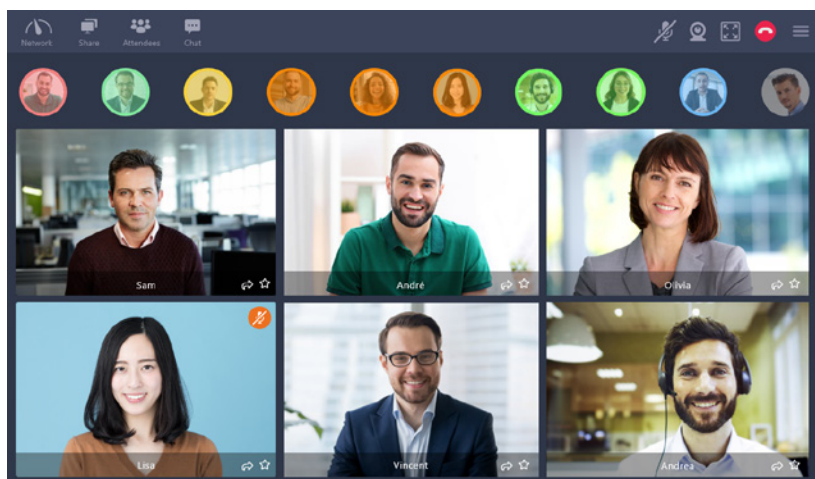 Network
Share
Attendees
Chat
Sam
André
Olivia
Lisa
Vincent
Andrea